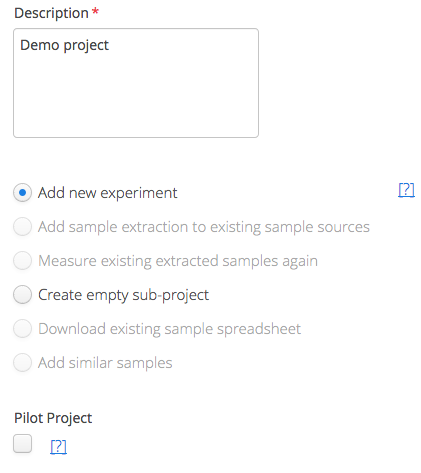 Description *
Demo project
Add new experiment [?]
Add sample extraction to existing sample sources
Measure existing extracted samples again
Create empty sub-project
Download existing sample spreadsheet
Add similar samples
Pilot Project
[?]